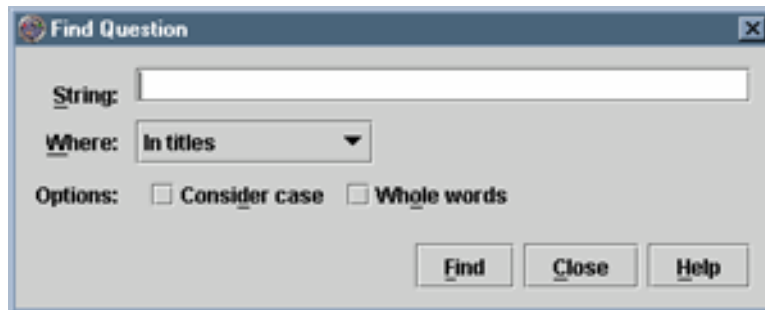 Find Question
String:
Where: In titles
Options: Consider case Whole words
Find Close Help